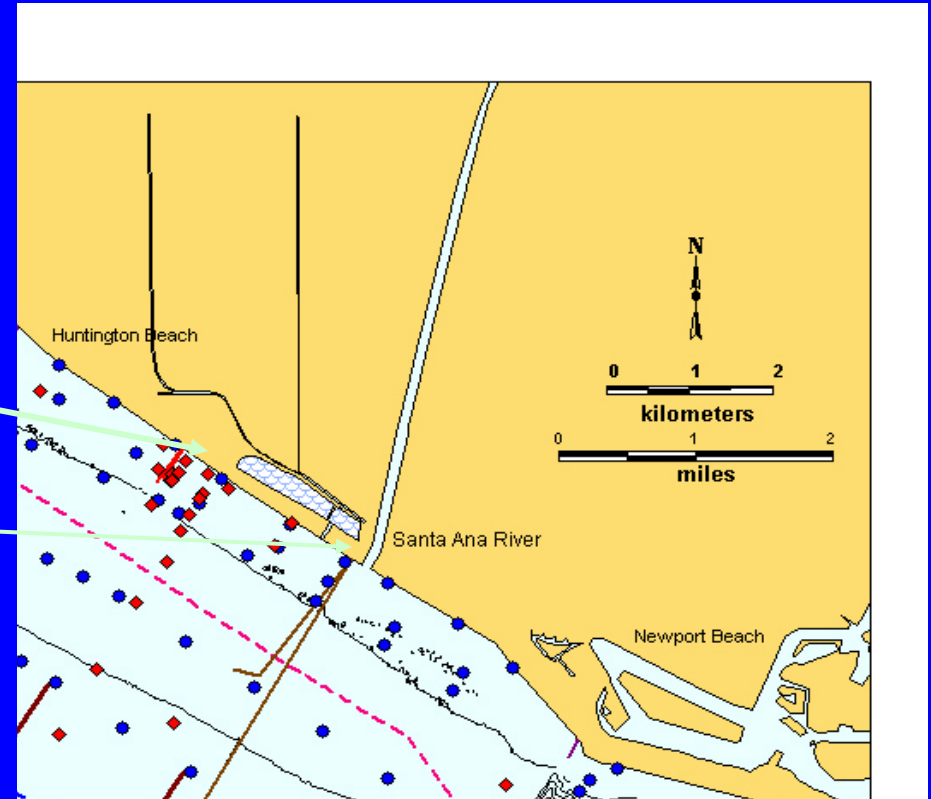 N
0 1 2
kilometers
0 1 2
miles
Huntington Beach
Santa Ana River
Newport Beach